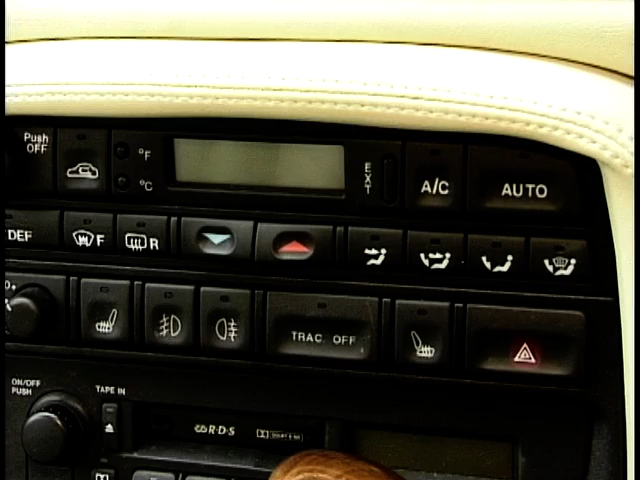 Push
OFF
°F
°C
EXT
A/C
AUTO
DEF
F
R
TRAC. OFF
ON/OFF
PUSH
TAPE IN
R·D·S